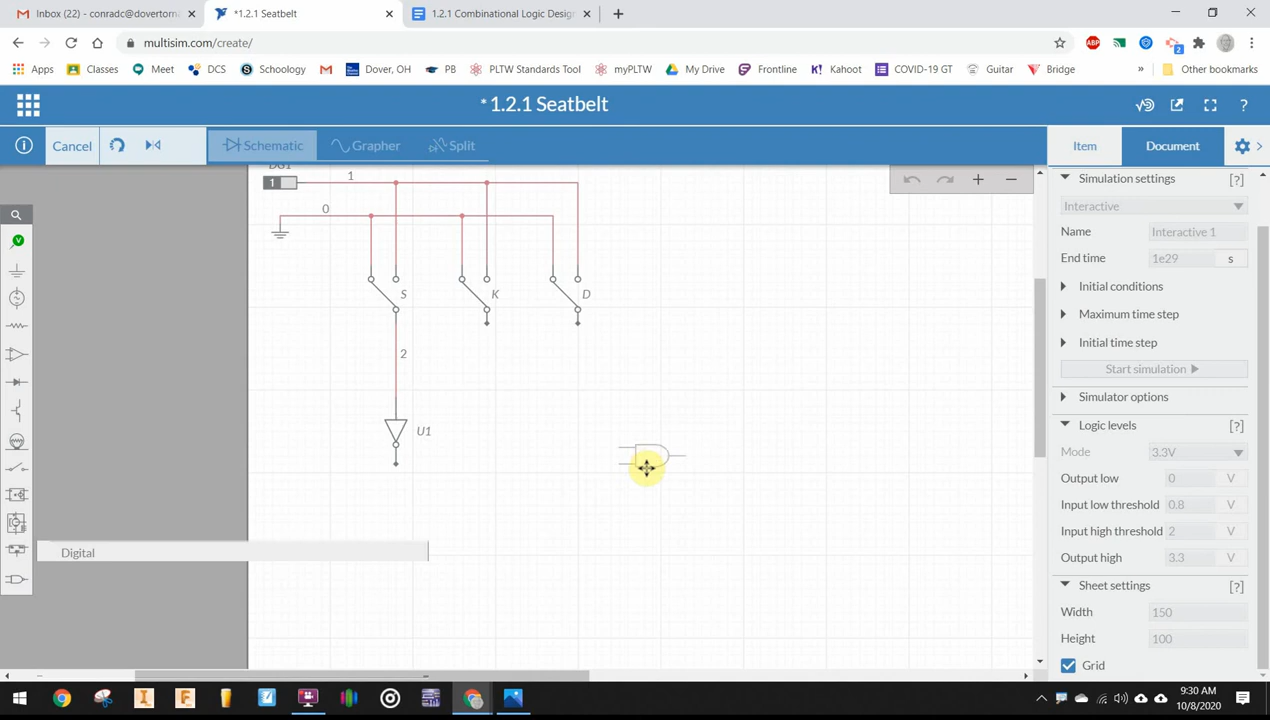 Inbox (22) - conradc@dovertorna
*1.2.1 Seatbelt
1.2.1 Combinational Logic Design
multisim.com/create/
ABP
2
Apps
Classes
Meet
DCS
Schoology
Dover, OH
PB
PLTW Standards Tool
myPLTW
My Drive
Frontline
Kahoot
COVID-19 GT
Guitar
Bridge
»
Other bookmarks
* 1.2.1 Seatbelt
?
Cancel
Schematic
Grapher
Split
Item
Document
DG1
1
1
0
S
K
D
2
U1
Digital
Simulation settings
[?]
Interactive
Name
Interactive 1
End time
1e29
s
Initial conditions
Maximum time step
Initial time step
Start simulation
Simulator options
Logic levels
[?]
Mode
3.3V
Output low
0
V
Input low threshold
0.8
V
Input high threshold
2
V
Output high
3.3
V
Sheet settings
[?]
Width
150
Height
100
Grid
9:30 AM
10/8/2020